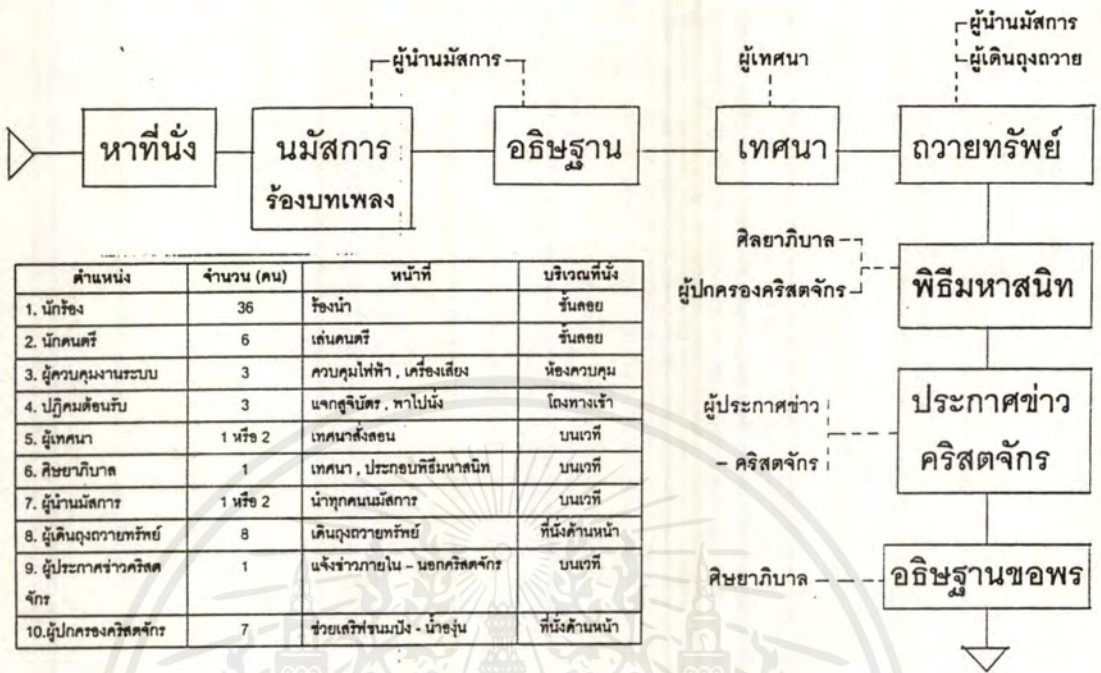 ผู้นำนมัสการ
ผู้นำนมัสการ
ผู้เทศนา
ผู้เดินถุงถวาย
หาที่นั่ง
นมัสการ
ร้องบทเพลง
อธิษฐาน
เทศนา
ถวายทรัพย์
ศิลยาภิบาล
ผู้ปกครองคริสตจักร
พิธีมหาสนิท
ผู้ประกาศข่าว
- คริสตจักร
ประกาศข่าว
คริสตจักร
ศิษยาภิบาล
อธิษฐานขอพร
ตำแหน่ง จำนวน (คน) หน้าที่ บริเวณที่นั่ง
1. นักร้อง 36 ร้องนำ ชั้นลอย
2. นักดนตรี 6 เล่นดนตรี ชั้นลอย
3. ผู้ควบคุมงานระบบ 3 ควบคุมไฟฟ้า , เครื่องเสียง ห้องควบคุม
4. ปฏิคมต้อนรับ 3 แจกสูจิบัตร , พาไปนั่ง โถงทางเข้า
5. ผู้เทศนา 1 หรือ 2 เทศนาสั่งสอน บนเวที
6. ศิษยาภิบาล 1 เทศนา , ประกอบพิธีมหาสนิท บนเวที
7. ผู้นำนมัสการ 1 หรือ 2 นำทุกคนนมัสการ บนเวที
8. ผู้เดินถุงถวายทรัพย์ 8 เดินถุงถวายทรัพย์ ที่นั่งด้านหน้า
9. ผู้ประกาศข่าวคริสต 1 แจ้งข่าวภายใน – นอกคริสตจักร บนเวที
จักร
10.ผู้ปกครองคริสตจักร 7 ช่วยเสริฟขนมปัง - น้ำองุ่น ที่นั่งด้านหน้า